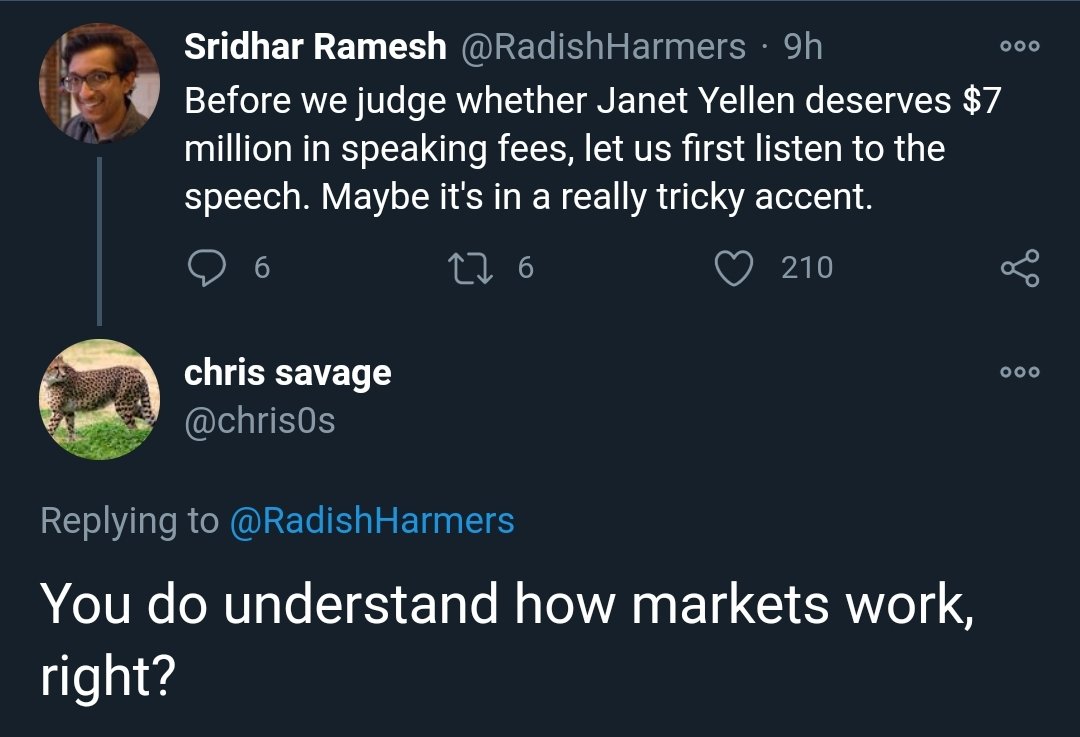 Sridhar Ramesh @RadishHarmers · 9h
Before we judge whether Janet Yellen deserves $7
million in speaking fees, let us first listen to the
speech. Maybe it's in a really tricky accent.
6 6 210
chris savage
@chris0s
Replying to @RadishHarmers
You do understand how markets work,
right?